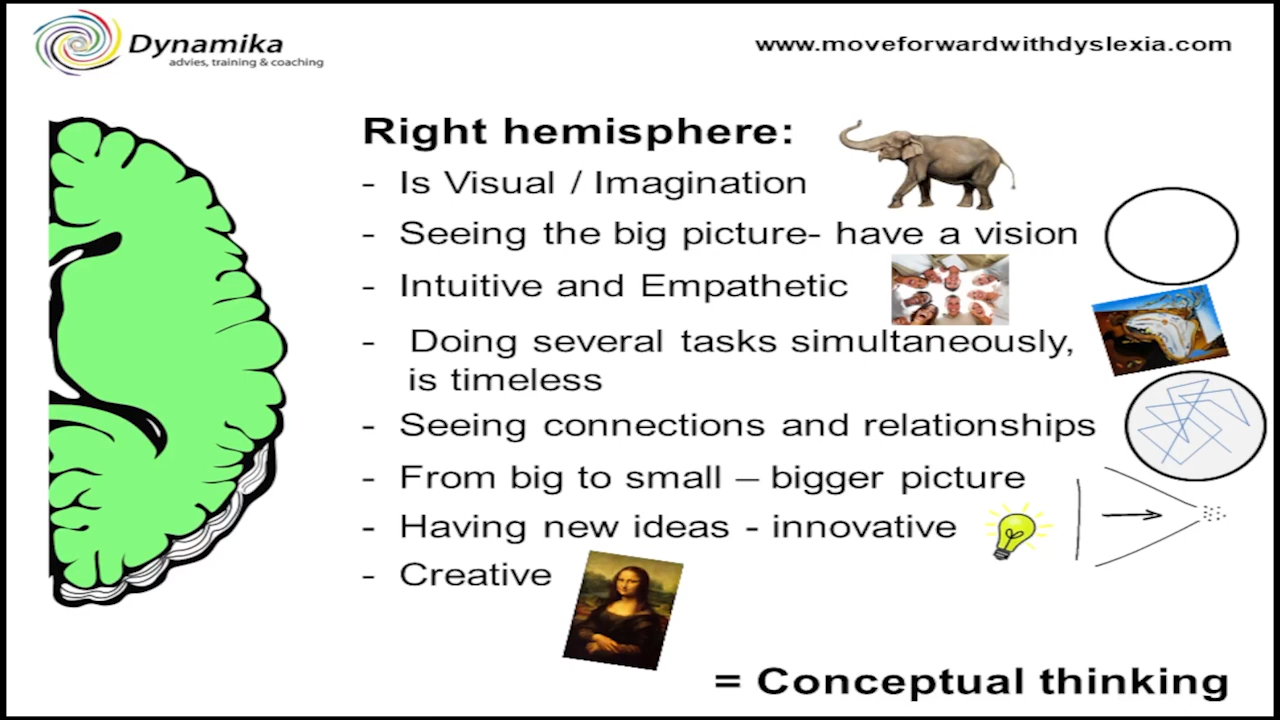 Dynamika
advies, training & coaching
www.moveforwardwithdyslexia.com
Right hemisphere:
- Is Visual / Imagination
- Seeing the big picture- have a vision
- Intuitive and Empathetic
- Doing several tasks simultaneously,
is timeless
- Seeing connections and relationships
- From big to small – bigger picture
- Having new ideas - innovative
- Creative
= Conceptual thinking